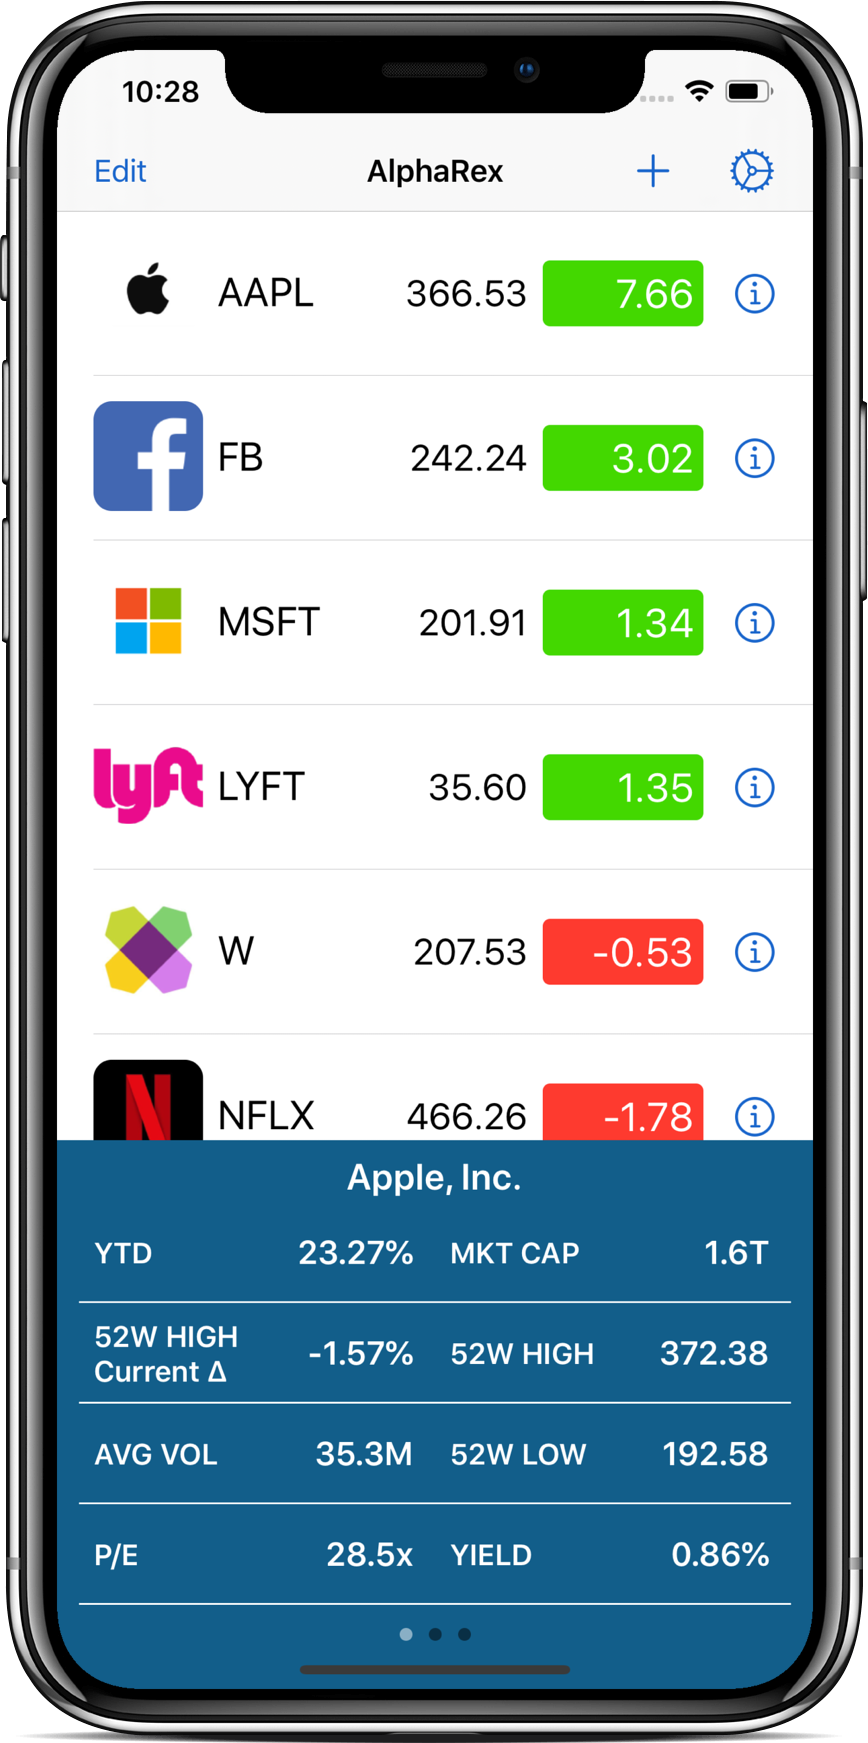 10:28
Edit AlphaRex +
AAPL 366.53 7.66 i
f FB 242.24 3.02 i
MSFT 201.91 1.34 i
lyft LYFT 35.60 1.35 i
W 207.53 -0.53 i
N NFLX 466.26 -1.78 i
Apple, Inc.
YTD 23.27% MKT CAP 1.6T
52W HIGH
Current Δ -1.57% 52W HIGH 372.38
AVG VOL 35.3M 52W LOW 192.58
P/E 28.5x YIELD 0.86%